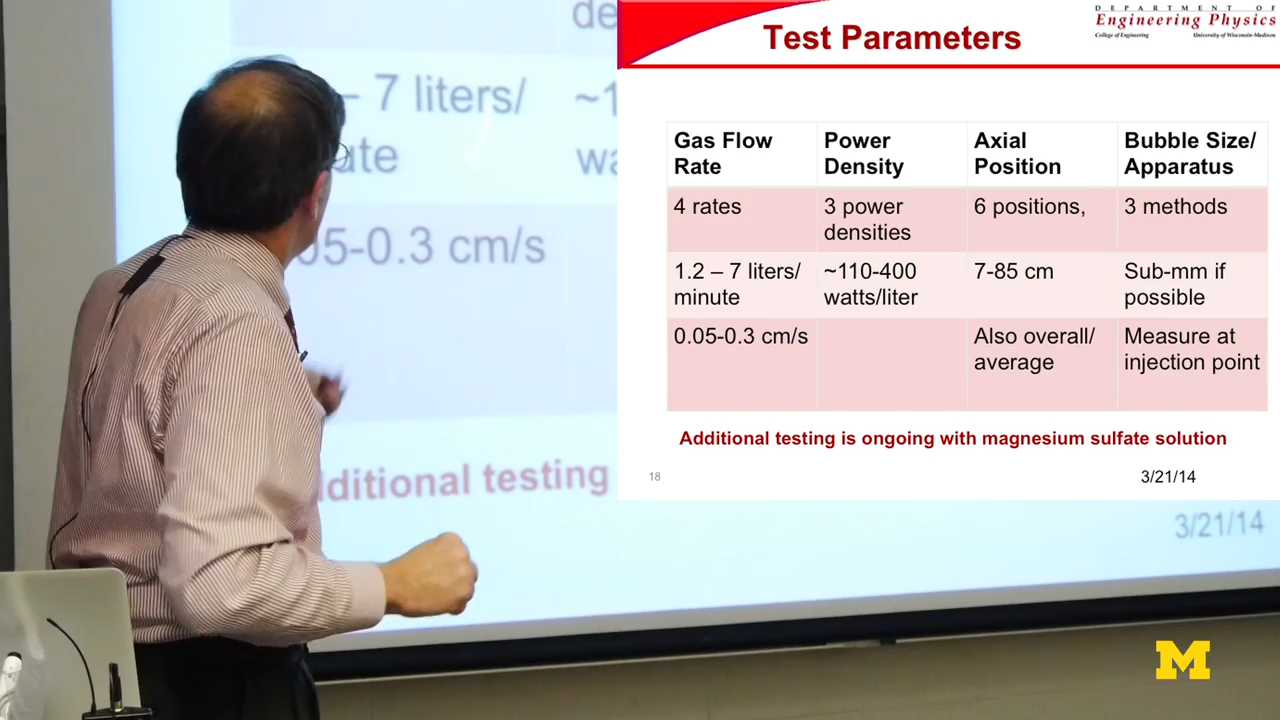 de
– 7 liters/
ate
~1
wa
05-0.3 cm/s
ditional testing
3/21/14
DEPARTMENT OF
Engineering Physics
College of Engineering University of Wisconsin-Madison
Test Parameters
Gas Flow Rate
Power Density
Axial Position
Bubble Size/ Apparatus
4 rates
3 power densities
6 positions,
3 methods
1.2 – 7 liters/ minute
~110-400 watts/liter
7-85 cm
Sub-mm if possible
0.05-0.3 cm/s
Also overall/ average
Measure at injection point
Additional testing is ongoing with magnesium sulfate solution
18
3/21/14
M